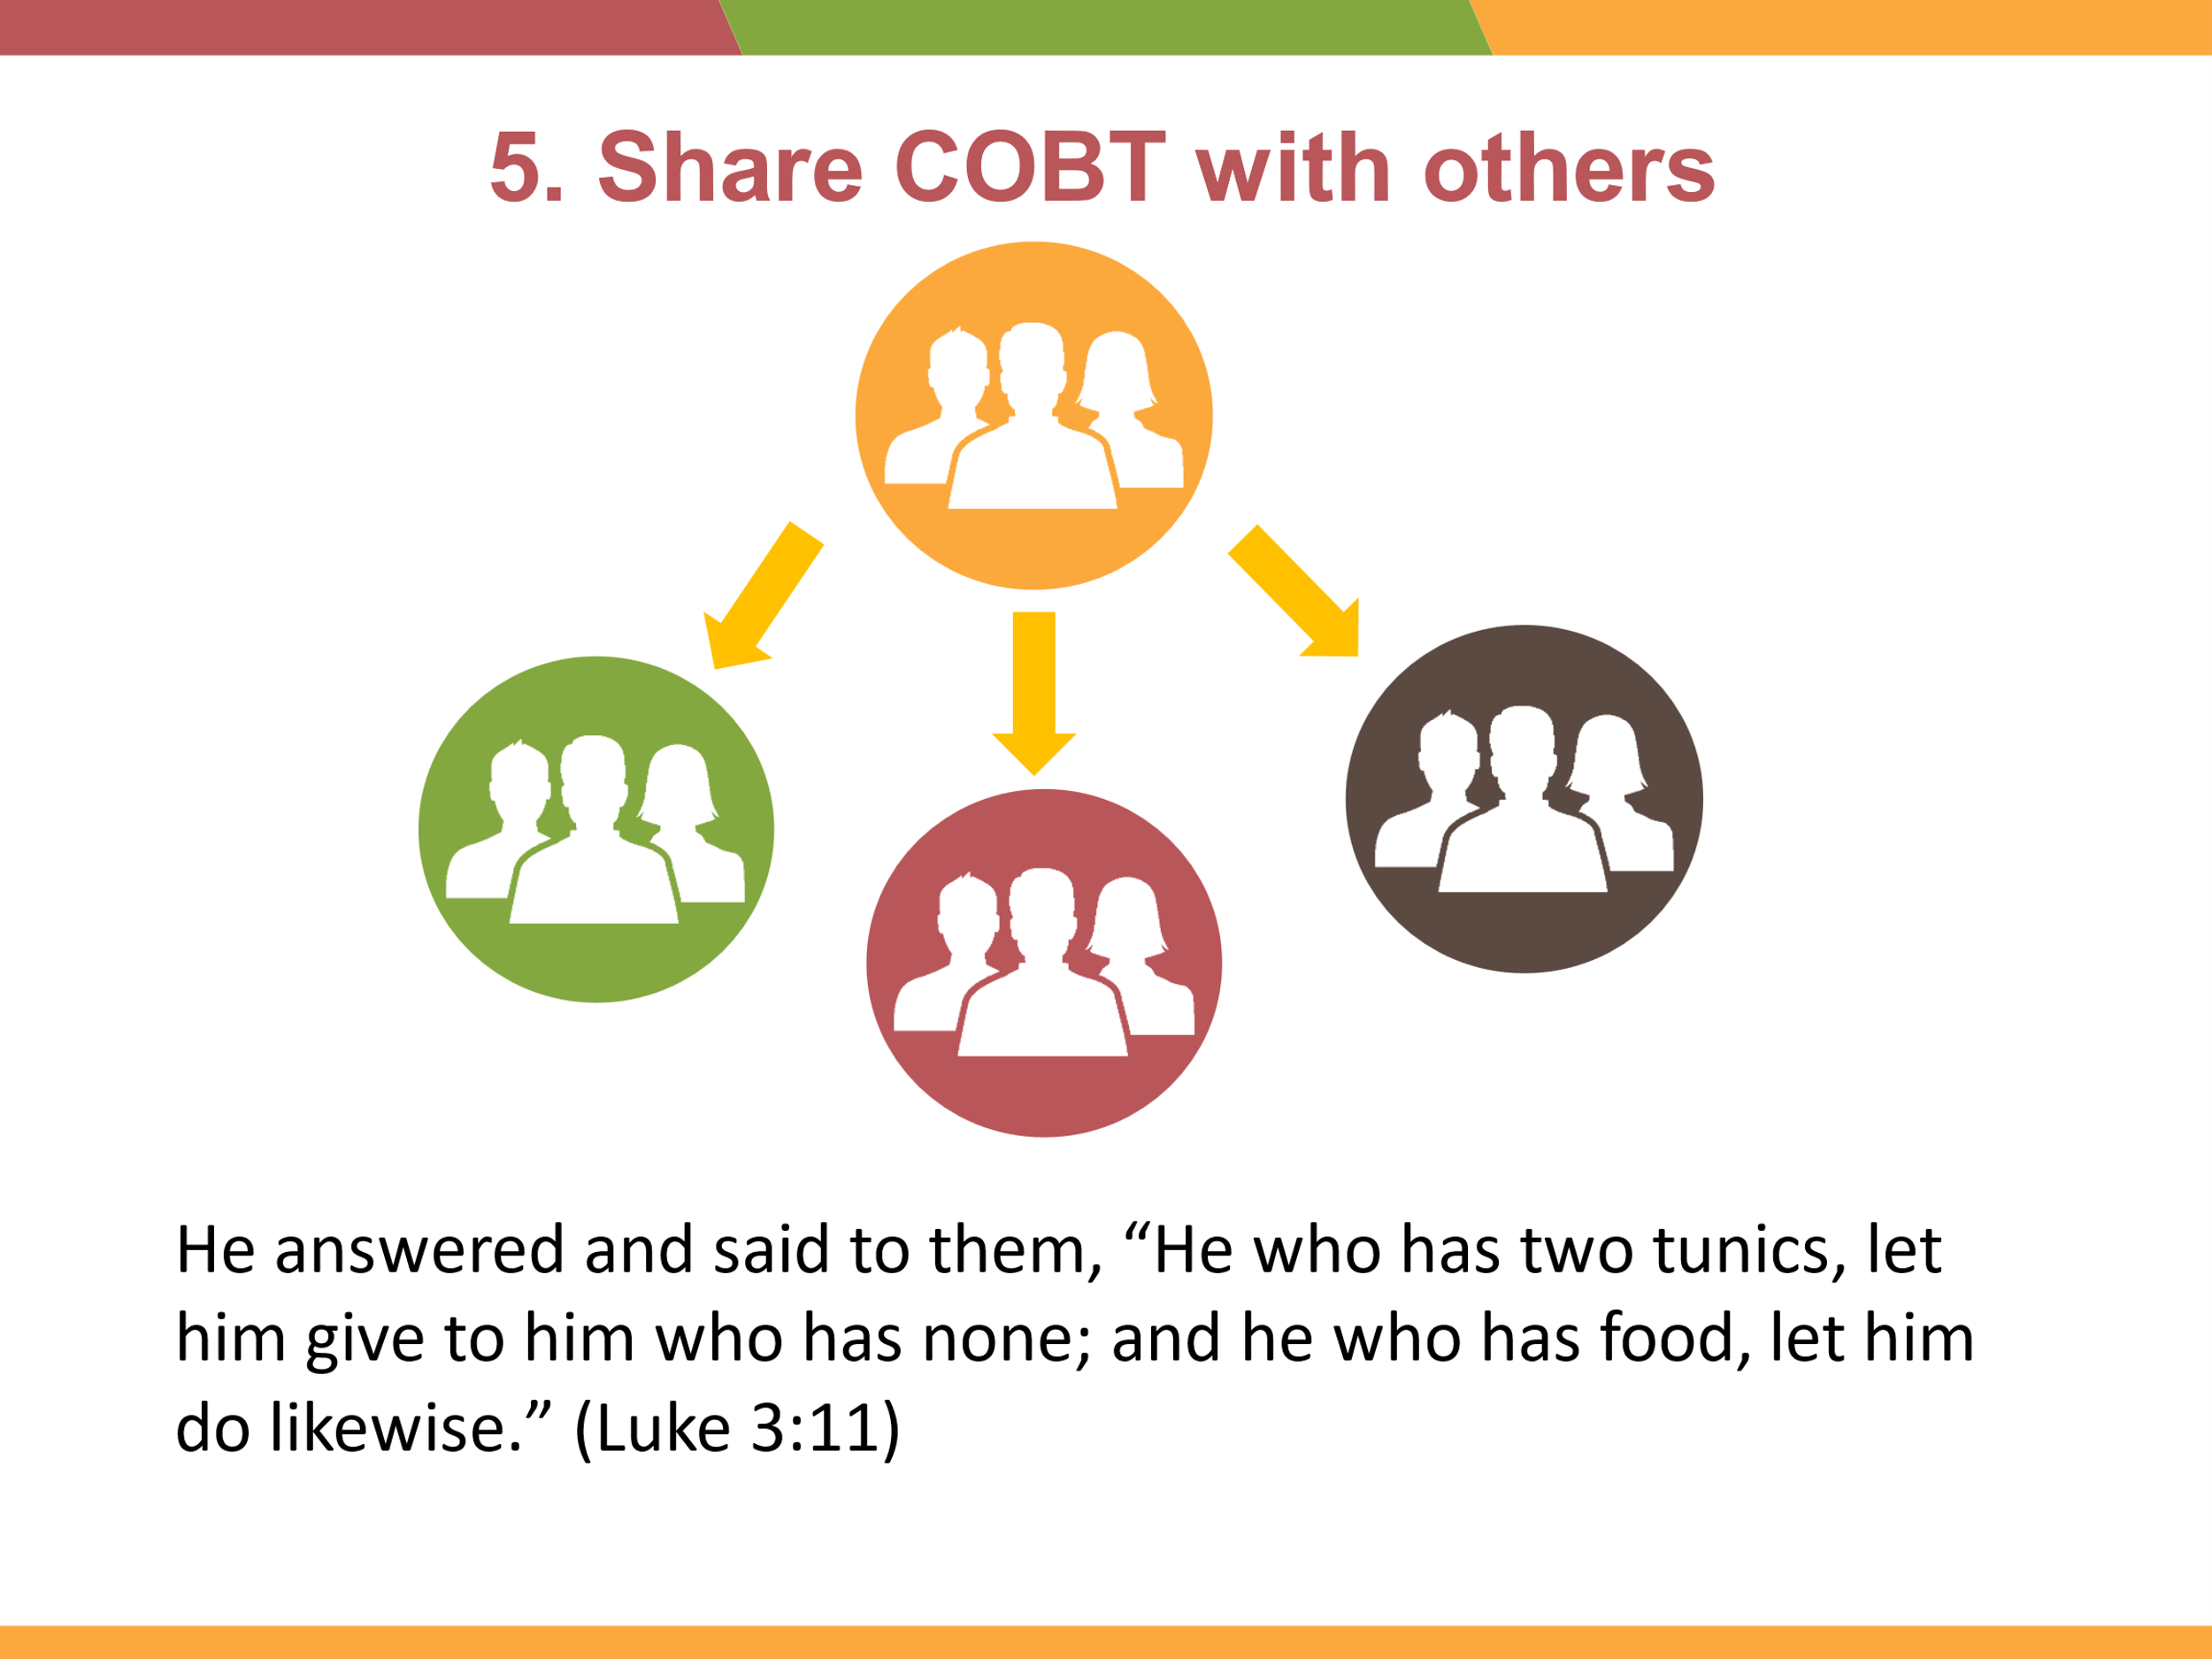 5. Share COBT with others
He answered and said to them, “He who has two tunics, let
him give to him who has none; and he who has food, let him
do likewise.” (Luke 3:11)